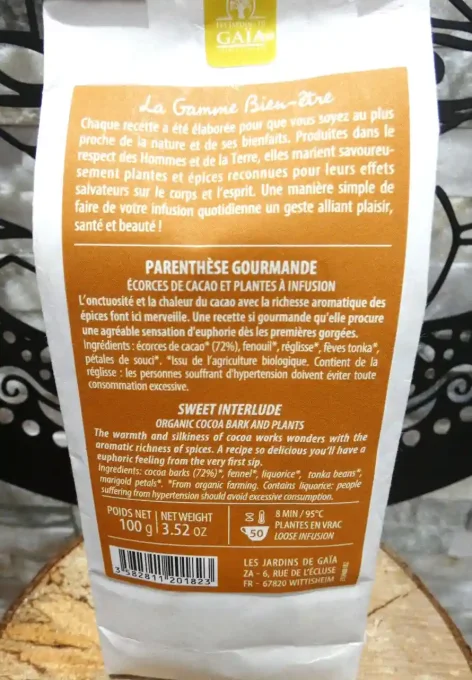 LES JARDINS DE
GAÏA
La Gamme Bien-être
Chaque recette a été élaborée pour que vous soyez au plus
proche de la nature et de ses bienfaits. Produites dans le
respect des Hommes et de la Terre, elles marient savoureu-
sement plantes et épices reconnues pour leurs effets
salvateurs sur le corps et l'esprit. Une manière simple de
faire de votre infusion quotidienne un geste alliant plaisir,
santé et beauté !
PARENTHÈSE GOURMANDE
ÉCORCES DE CACAO ET PLANTES À INFUSION
L'onctuosité et la chaleur du cacao avec la richesse aromatique des
épices font ici merveille. Une recette si gourmande qu'elle procure
une agréable sensation d'euphorie dès les premières gorgées.
Ingrédients : écorces de cacao* (72%), fenouil*, réglisse*, fèves tonka*,
pétales de souci*. *Issu de l'agriculture biologique. Contient de la
réglisse : les personnes souffrant d'hypertension doivent éviter toute
consommation excessive.
SWEET INTERLUDE
ORGANIC COCOA BARK AND PLANTS
The warmth and silkiness of cocoa works wonders with the
aromatic richness of spices. A recipe so delicious you'll have a
euphoric feeling from the very first sip.
Ingredients: cocoa barks (72%)*, fennel*, liquorice*, tonka beans*,
marigold petals*. *From organic farming. Contains liquorice: people
suffering from hypertension should avoid excessive consumption.
POIDS NET | NET WEIGHT
100 g | 3.52 oz
50
8 MIN / 95°C
PLANTES EN VRAC
LOOSE INFUSION
3 582811 201823
LES JARDINS DE GAÏA
ZA - 6, RUE DE L'ÉCLUSE
FR - 67820 WITTISHEIM